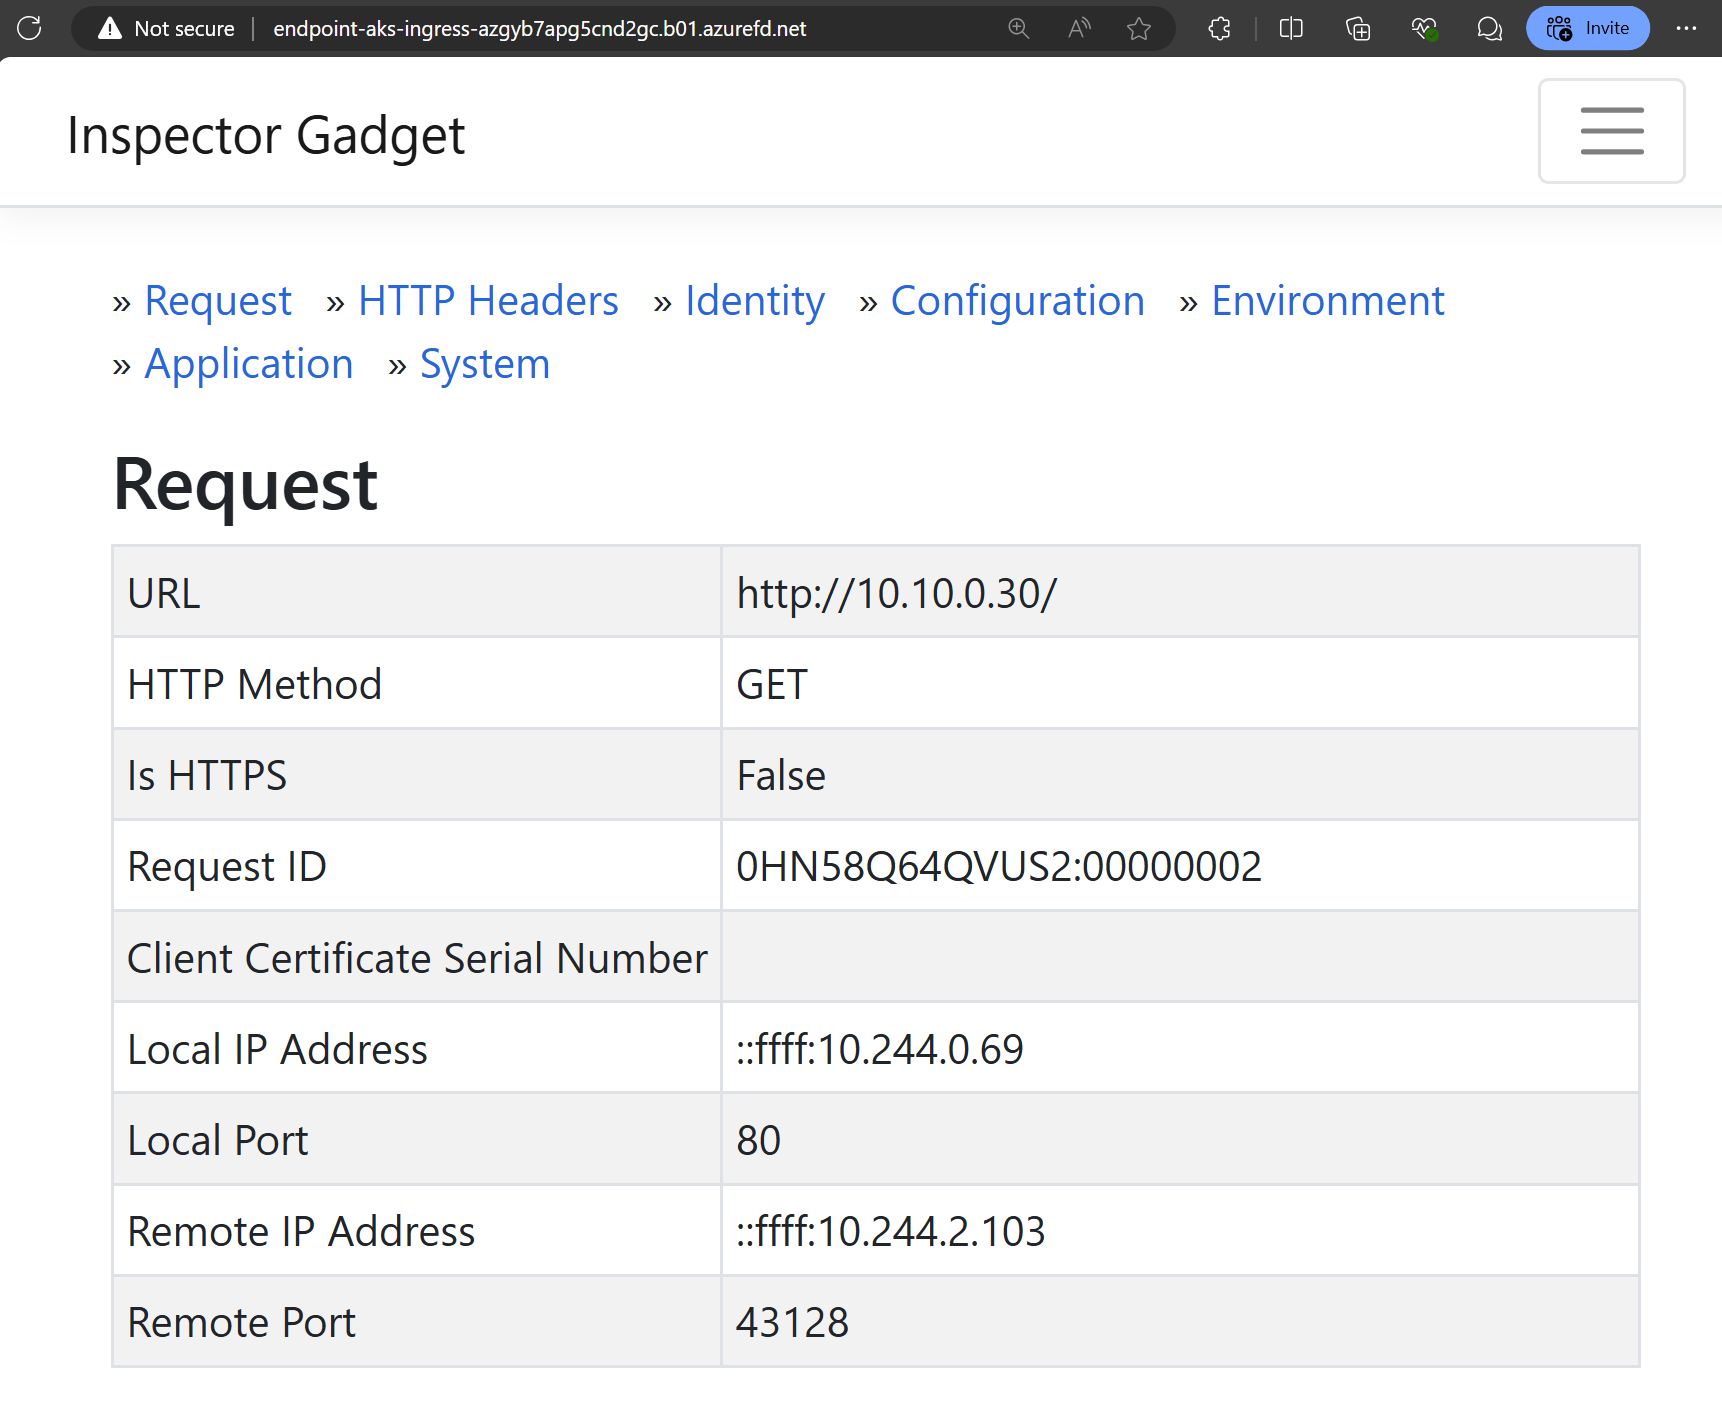 Not secure endpoint-aks-ingress-azgyb7apg5cnd2gc.b01.azurefd.net Invite
Inspector Gadget
» Request » HTTP Headers » Identity » Configuration » Environment
» Application » System
Request
URL http://10.10.0.30/
HTTP Method GET
Is HTTPS False
Request ID 0HN58Q64QVUS2:00000002
Client Certificate Serial Number
Local IP Address ::ffff:10.244.0.69
Local Port 80
Remote IP Address ::ffff:10.244.2.103
Remote Port 43128